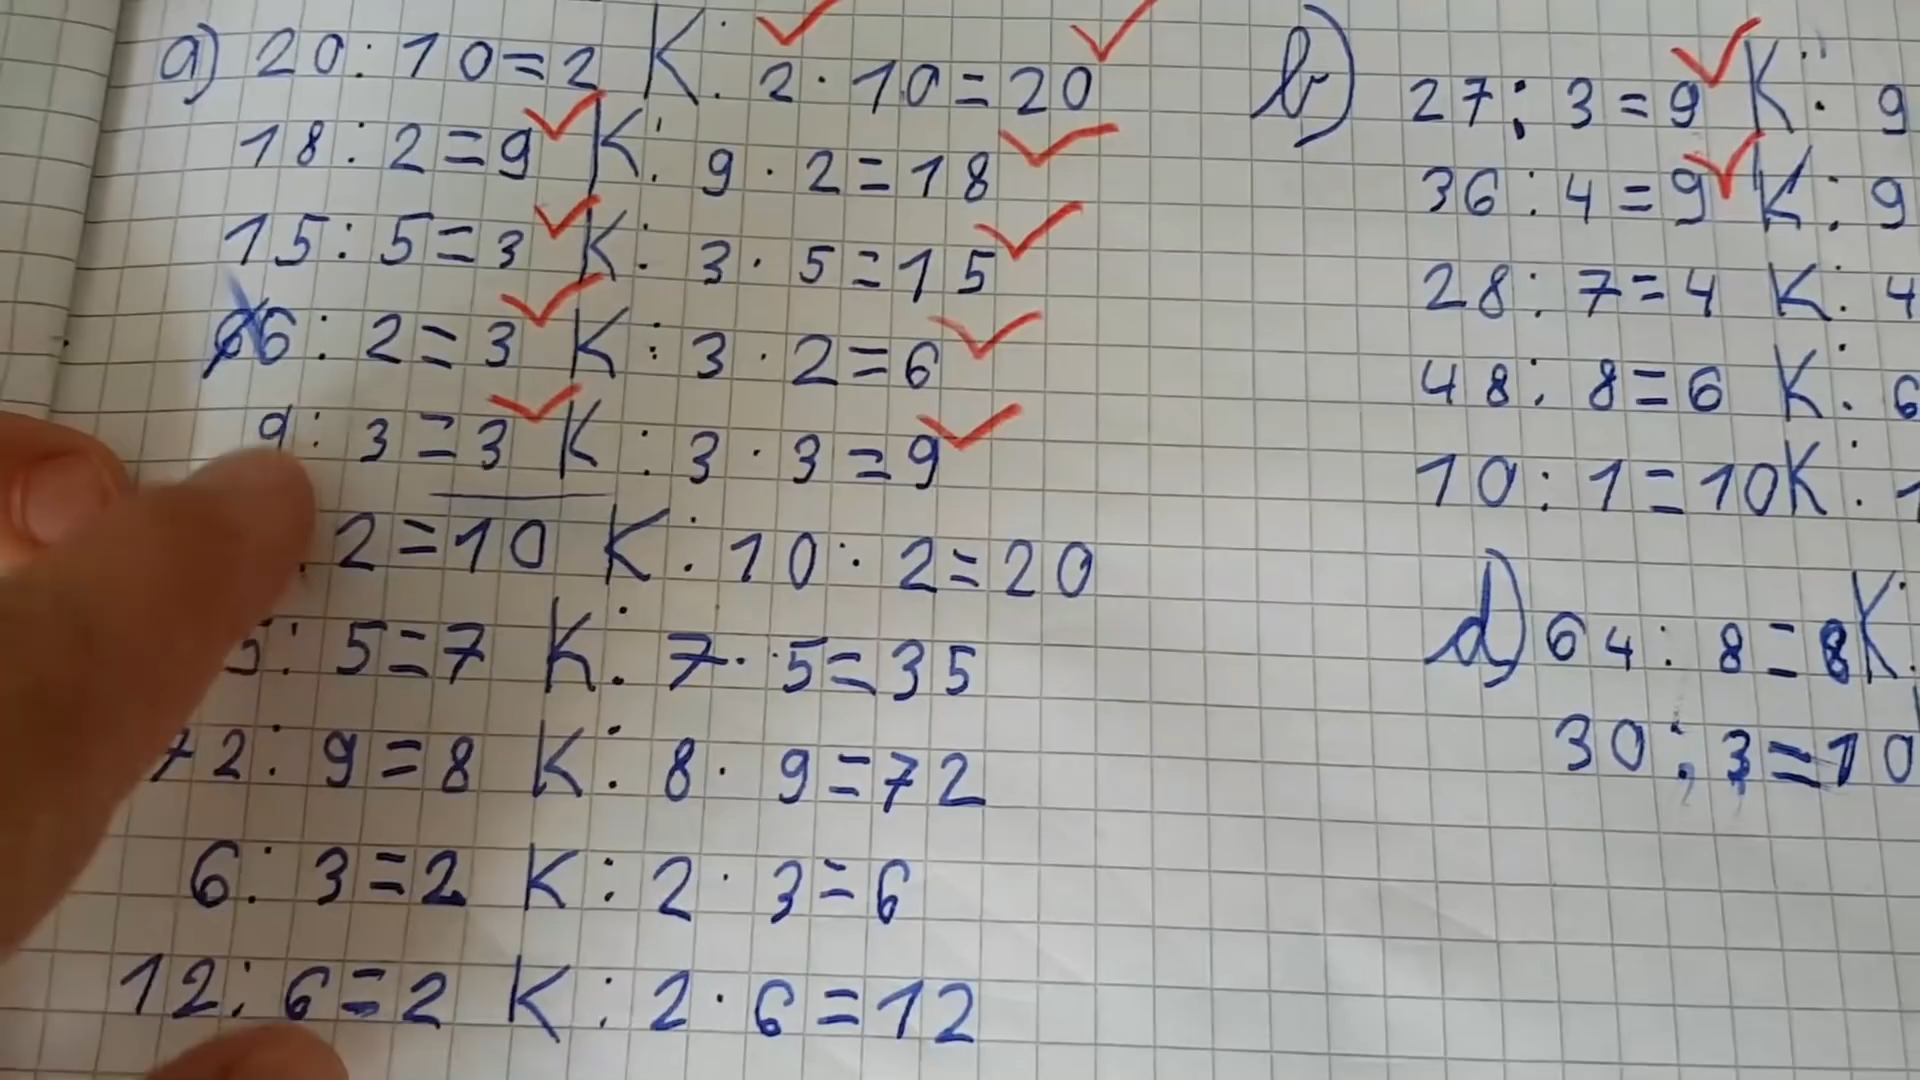 a) 20 : 10 = 2 K: 2 · 10 = 20
18 : 2 = 9 K: 9 · 2 = 18
15 : 5 = 3 K: 3 · 5 = 15
6 : 2 = 3 K: 3 · 2 = 6
9 : 3 = 3 K: 3 · 3 = 9
2 = 10 K: 10 : 2 = 20
5 : 5 = 7 K: 7 · 5 = 35
72 : 9 = 8 K: 8 · 9 = 72
6 : 3 = 2 K: 2 · 3 = 6
12 : 6 = 2 K: 2 · 6 = 12
b) 27 : 3 = 9 K: 9
36 : 4 = 9 K: 9
28 : 7 = 4 K: 4
48 : 8 = 6 K: 6
10 : 1 = 10 K: 1
d) 64 : 8 = 8 K:
30 : 3 = 10